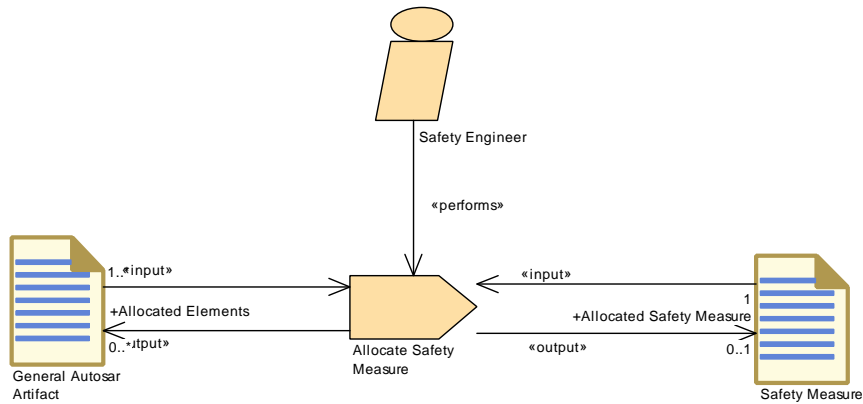 Safety Engineer
«performs»
1..*
«input»
«input»
1
+Allocated Elements
+Allocated Safety Measure
0..*
«output»
0..1
Allocate Safety
Measure
General Autosar
Artifact
Safety Measure